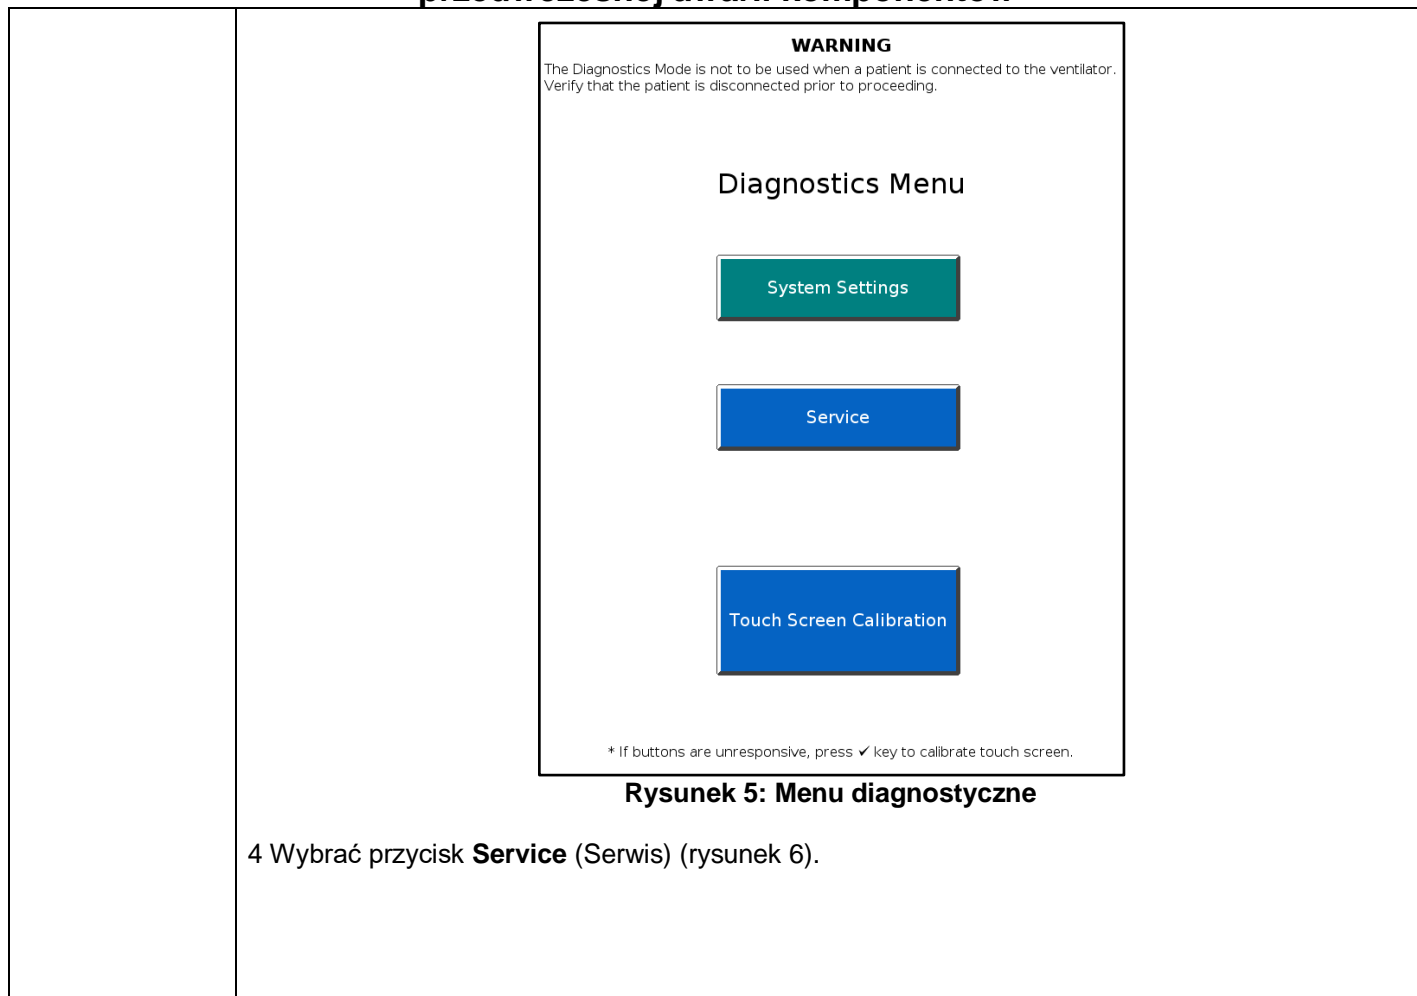 WARNING
The Diagnostics Mode is not to be used when a patient is connected to the ventilator.
Verify that the patient is disconnected prior to proceeding.
Diagnostics Menu
System Settings
Service
Touch Screen Calibration
* If buttons are unresponsive, press ✓ key to calibrate touch screen.
Rysunek 5: Menu diagnostyczne
4 Wybrać przycisk Service (Serwis) (rysunek 6).